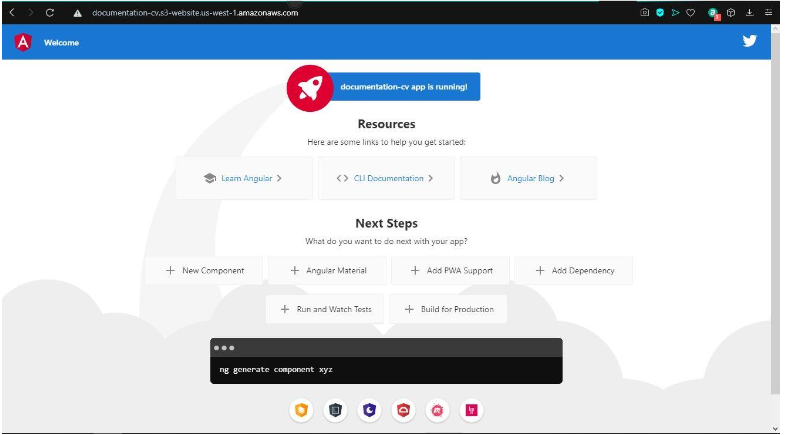 documentation-cv.s3-website.us-west-1.amazonaws.com
1
Welcome
documentation-cv app is running!
Resources
Here are some links to help you get started:
Learn Angular
CLI Documentation
Angular Blog
Next Steps
What do you want to do next with your app?
New Component
Angular Material
Add PWA Support
Add Dependency
Run and Watch Tests
Build for Production
ng generate component xyz